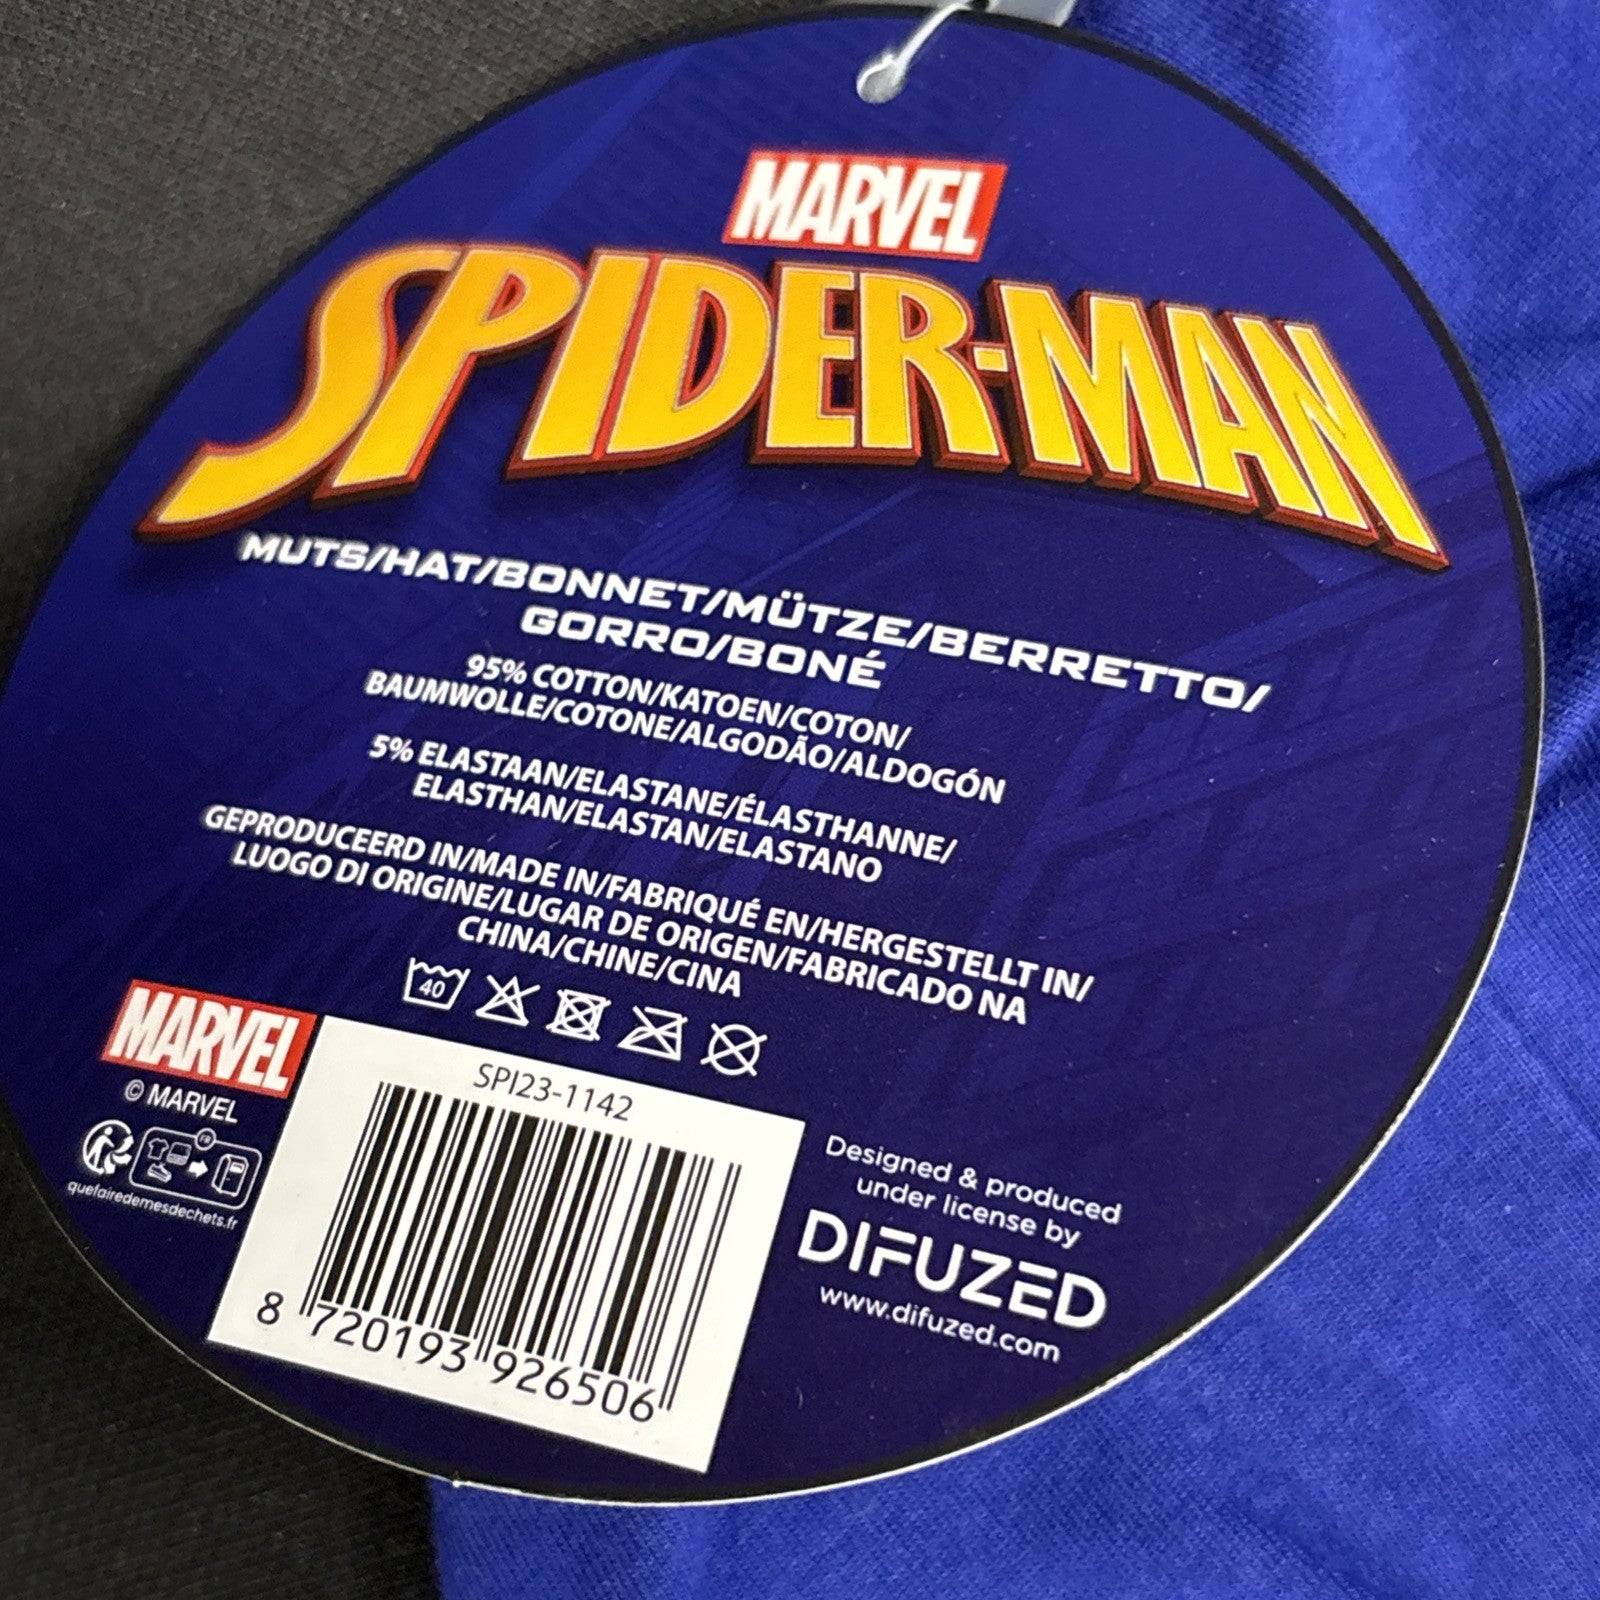 MARVEL
SPIDER-MAN
MUTS/HAT/BONNET/MÜTZE/BERRETTO/
GORRO/BONÉ
95% COTTON/KATOEN/COTON/
BAUMWOLLE/COTONE/ALGODÃO/ALDOGÓN
5% ELASTAAN/ELASTANE/ÉLASTHANNE/
ELASTHAN/ELASTAN/ELASTANO
GEPRODUCEERD IN/MADE IN/FABRIQUÉ EN/HERGESTELLT IN/
LUOGO DI ORIGINE/LUGAR DE ORIGEN/FABRICADO NA
CHINA/CHINE/CINA
40
MARVEL
© MARVEL
FR
quefairedemesdechets.fr
SPI23-1142
8 720193 926506
Designed & produced
under license by
DIFUZED
www.difuzed.com